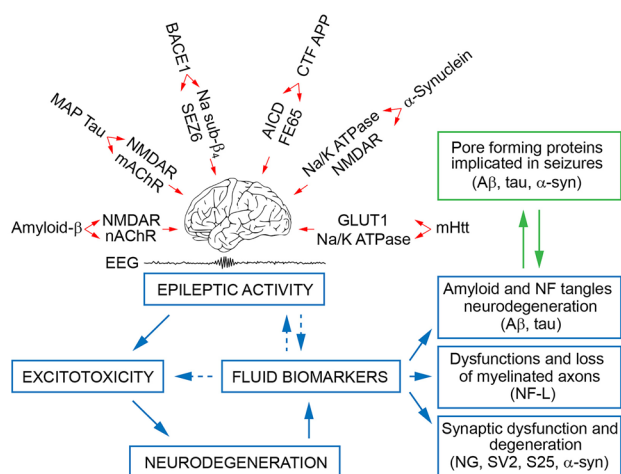 BACE1
Na sub-β4
SEZ6
CTF APP
AICD
FE65
MAP Tau
NMDAR
mAChR
α-Synuclein
Na/K ATPase
NMDAR
Amyloid-β
NMDAR
nAChR
GLUT1
Na/K ATPase
mHtt
EEG
EPILEPTIC ACTIVITY
EXCITOTOXICITY
FLUID BIOMARKERS
NEURODEGENERATION
Pore forming proteins
implicated in seizures
(Aβ, tau, α-syn)
Amyloid and NF tangles
neurodegeneration
(Aβ, tau)
Dysfunctions and loss
of myelinated axons
(NF-L)
Synaptic dysfunction and
degeneration
(NG, SV2, S25, α-syn)